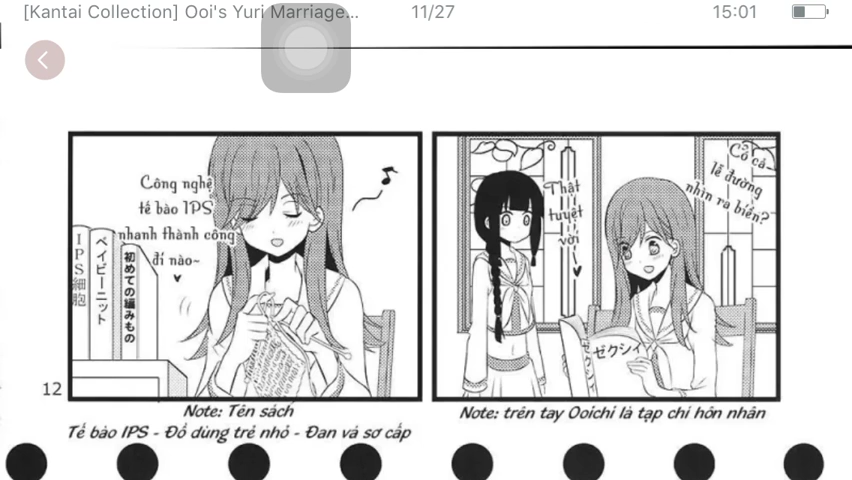 [Kantai Collection] Ooi's Yuri Marriage...
11/27
15:01
Công nghệ
tế bào IPS
nhanh thành công
đi nào~
IPS細胞
ベイビーニット
初めての編みもの
Thật
tuyệt
vời~
Có cả
lễ đường
nhìn ra biển?
ゼクシィ
12
Note: Tên sách
Tế bào IPS - Đồ dùng trẻ nhỏ - Đan vá sơ cấp
Note: trên tay Ooichi là tạp chí hôn nhân